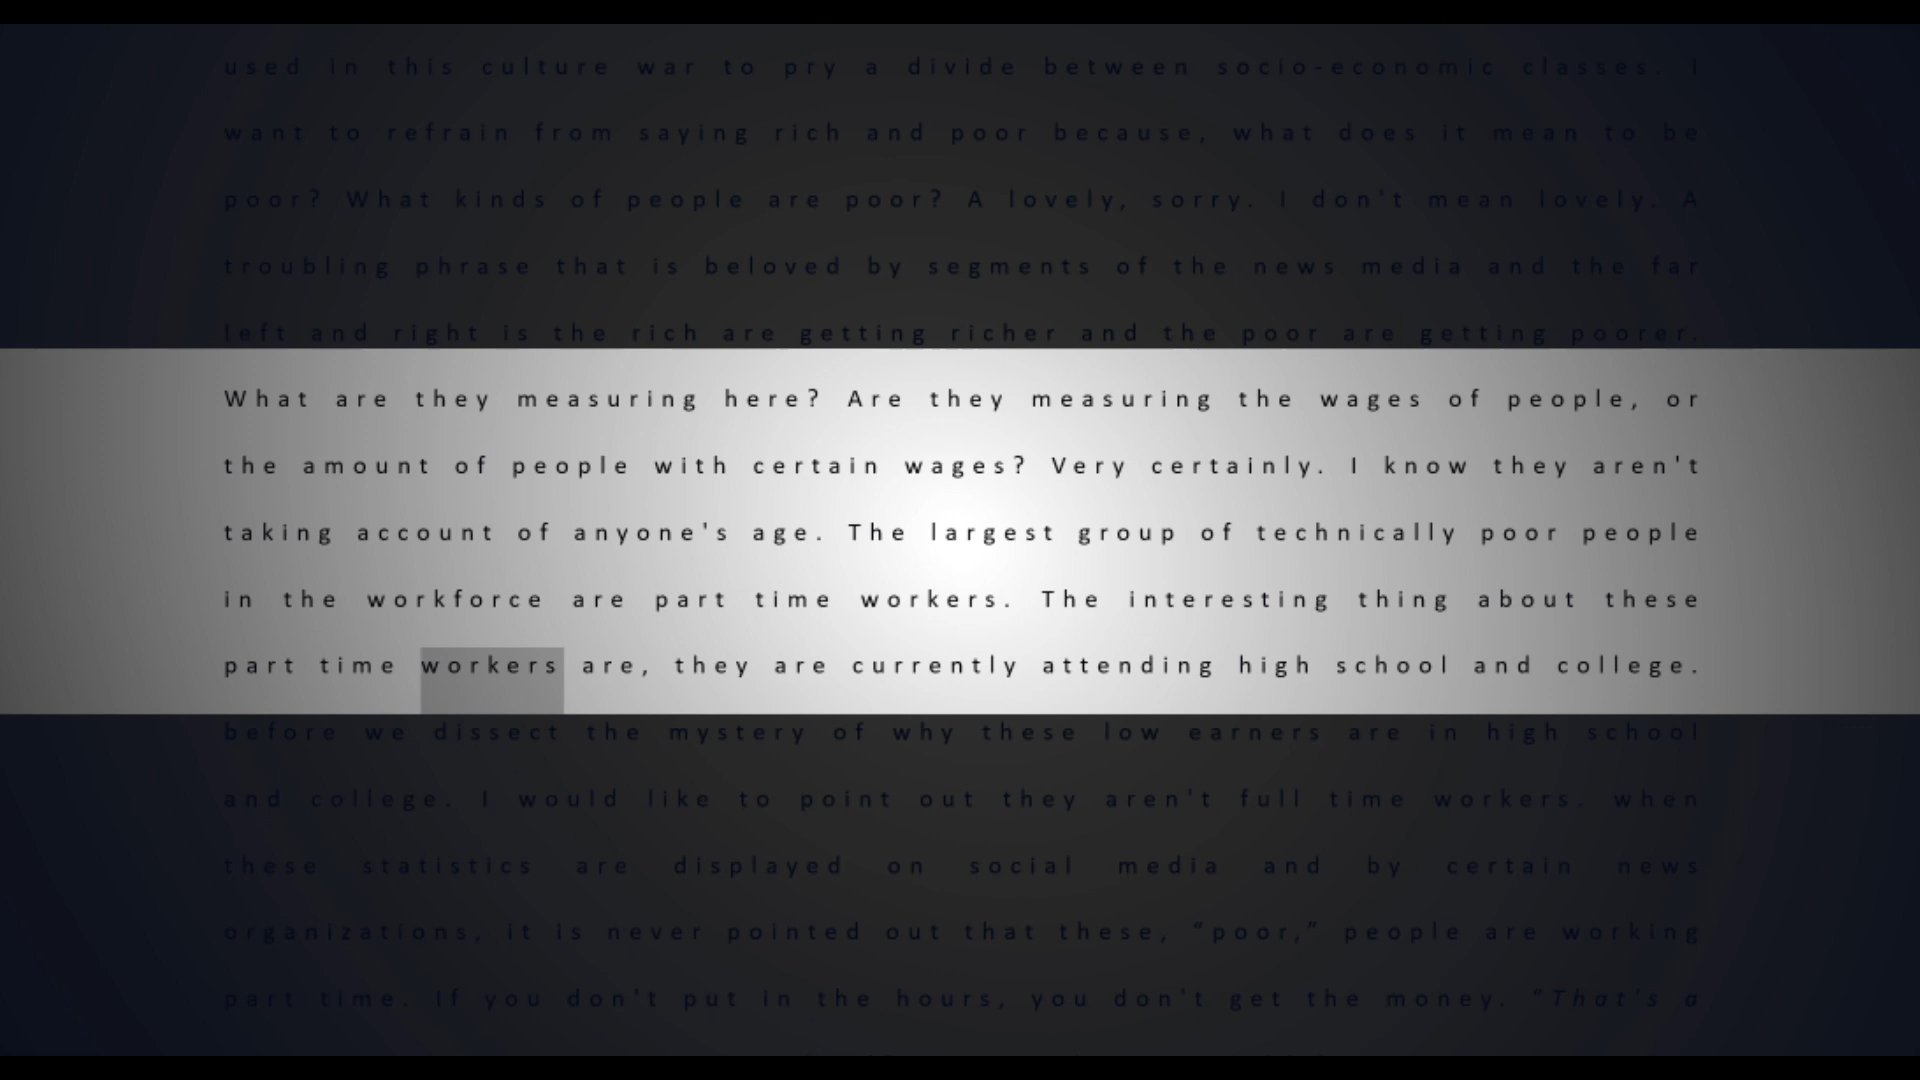 used in this culture war to pry a divide between socio-economic classes. I
want to refrain from saying rich and poor because, what does it mean to be
poor? What kinds of people are poor? A lovely, sorry. I don't mean lovely. A
troubling phrase that is beloved by segments of the news media and the far
left and right is the rich are getting richer and the poor are getting poorer.
What are they measuring here? Are they measuring the wages of people, or
the amount of people with certain wages? Very certainly. I know they aren't
taking account of anyone's age. The largest group of technically poor people
in the workforce are part time workers. The interesting thing about these
part time workers are, they are currently attending high school and college.
before we dissect the mystery of why these low earners are in high school
and college. I would like to point out they aren't full time workers. when
these statistics are displayed on social media and by certain news
organizations, it is never pointed out that these, “poor,” people are working
part time. If you don't put in the hours, you don't get the money. “That's a